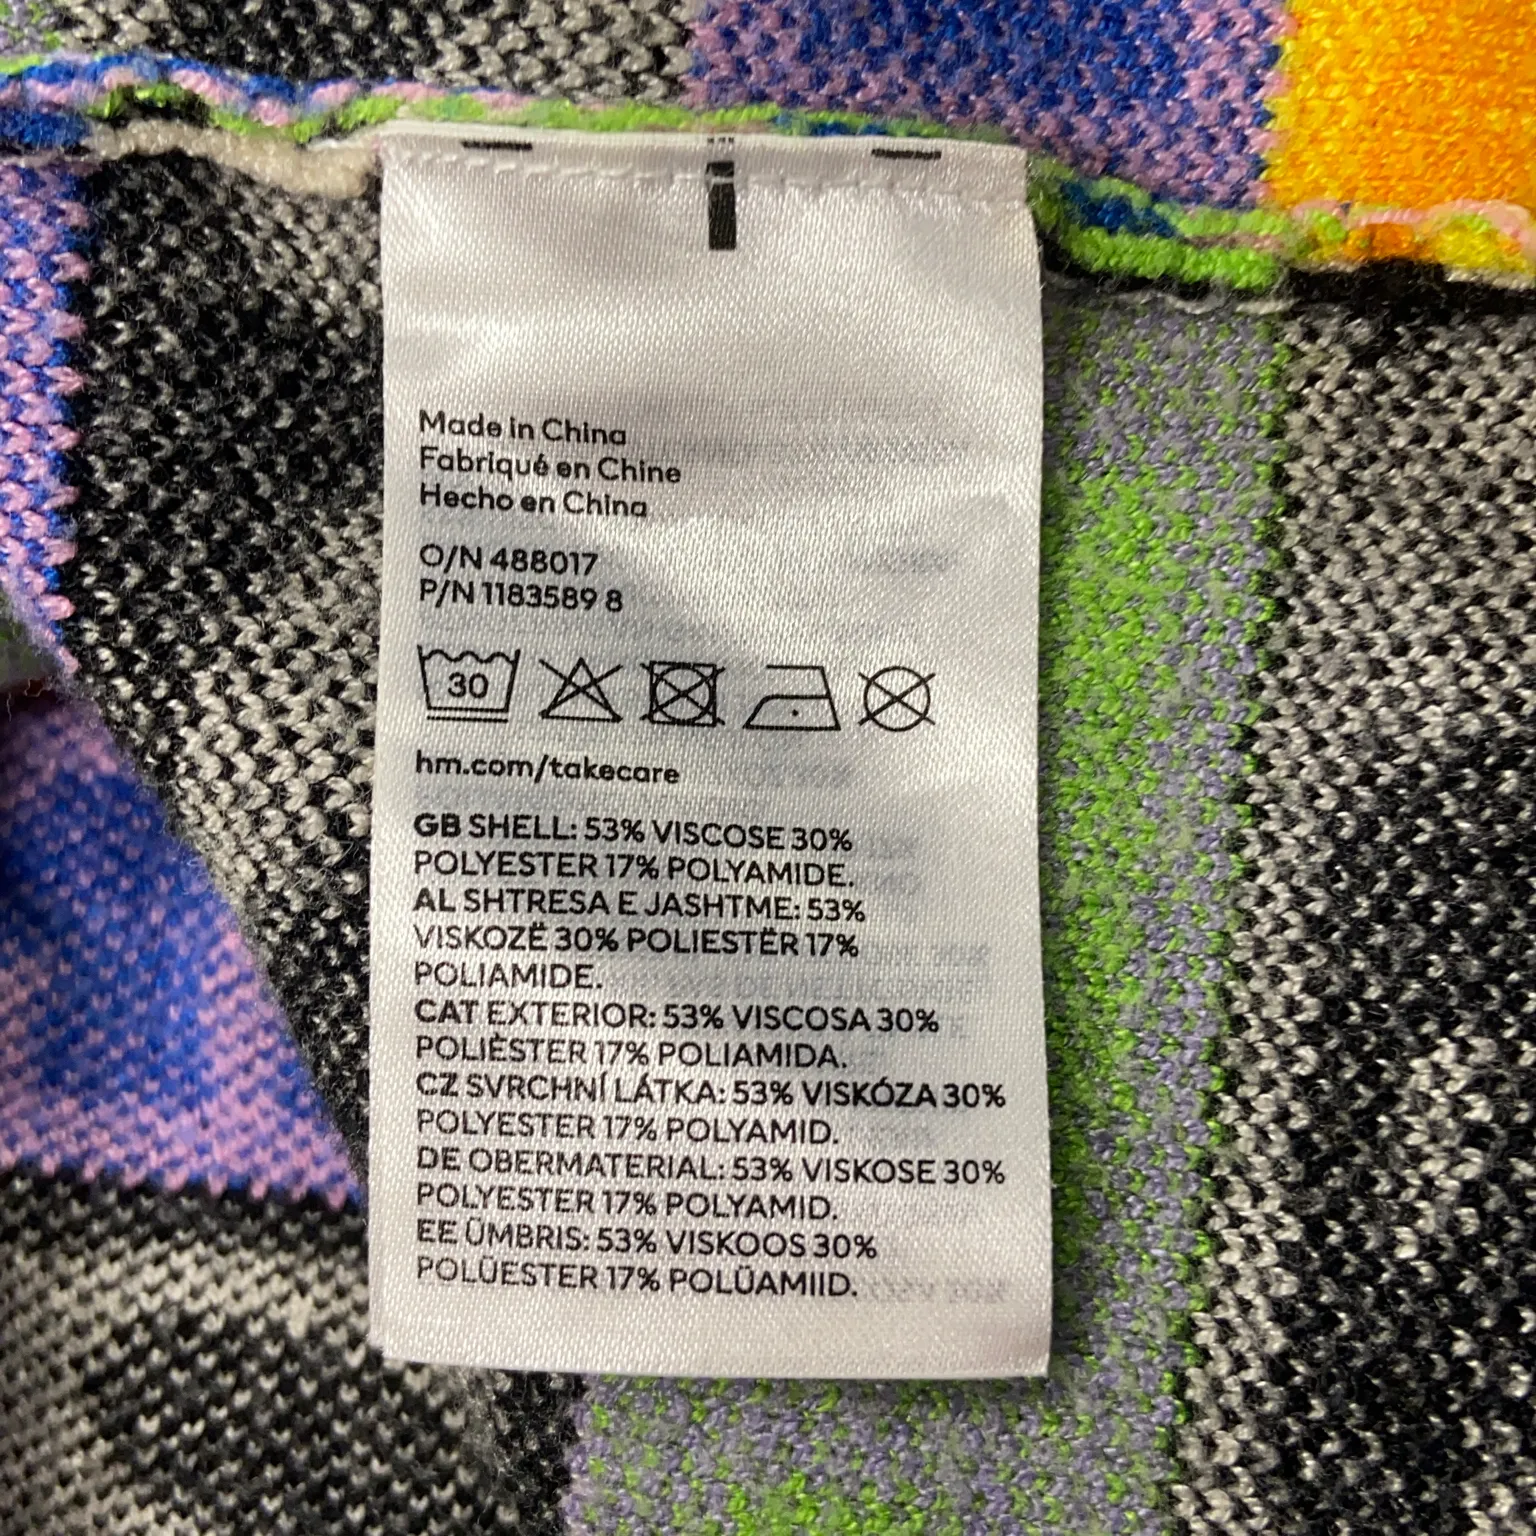 Made in China
Fabriqué en Chine
Hecho en China
O/N 488017
P/N 1183589 8
30
hm.com/takecare
GB SHELL: 53% VISCOSE 30%
POLYESTER 17% POLYAMIDE.
AL SHTRESA E JASHTME: 53%
VISKOZË 30% POLIESTËR 17%
POLIAMIDE.
CAT EXTERIOR: 53% VISCOSA 30%
POLIÈSTER 17% POLIAMIDA.
CZ SVRCHNÍ LÁTKA: 53% VISKÓZA 30%
POLYESTER 17% POLYAMID.
DE OBERMATERIAL: 53% VISKOSE 30%
POLYESTER 17% POLYAMID.
EE ÜMBRIS: 53% VISKOOS 30%
POLÜESTER 17% POLÜAMIID.